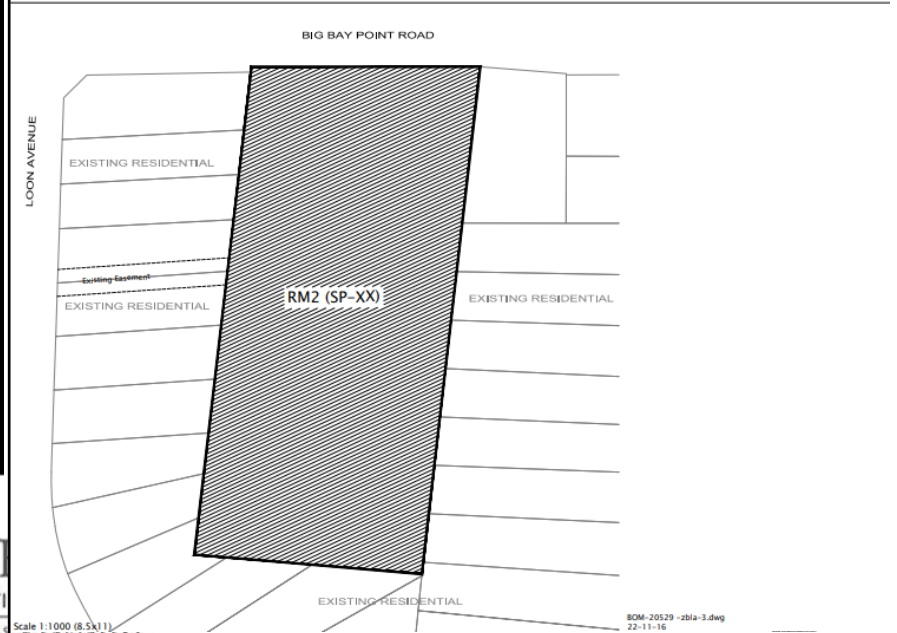 BIG BAY POINT ROAD
LOON AVENUE
EXISTING RESIDENTIAL
Existing Easement
EXISTING RESIDENTIAL
RM2 (SP-XX)
EXISTING RESIDENTIAL
EXISTING RESIDENTIAL
Scale 1:1000 (8.5x11)
BOM-20529 -zbla-3.dwg
22-11-16